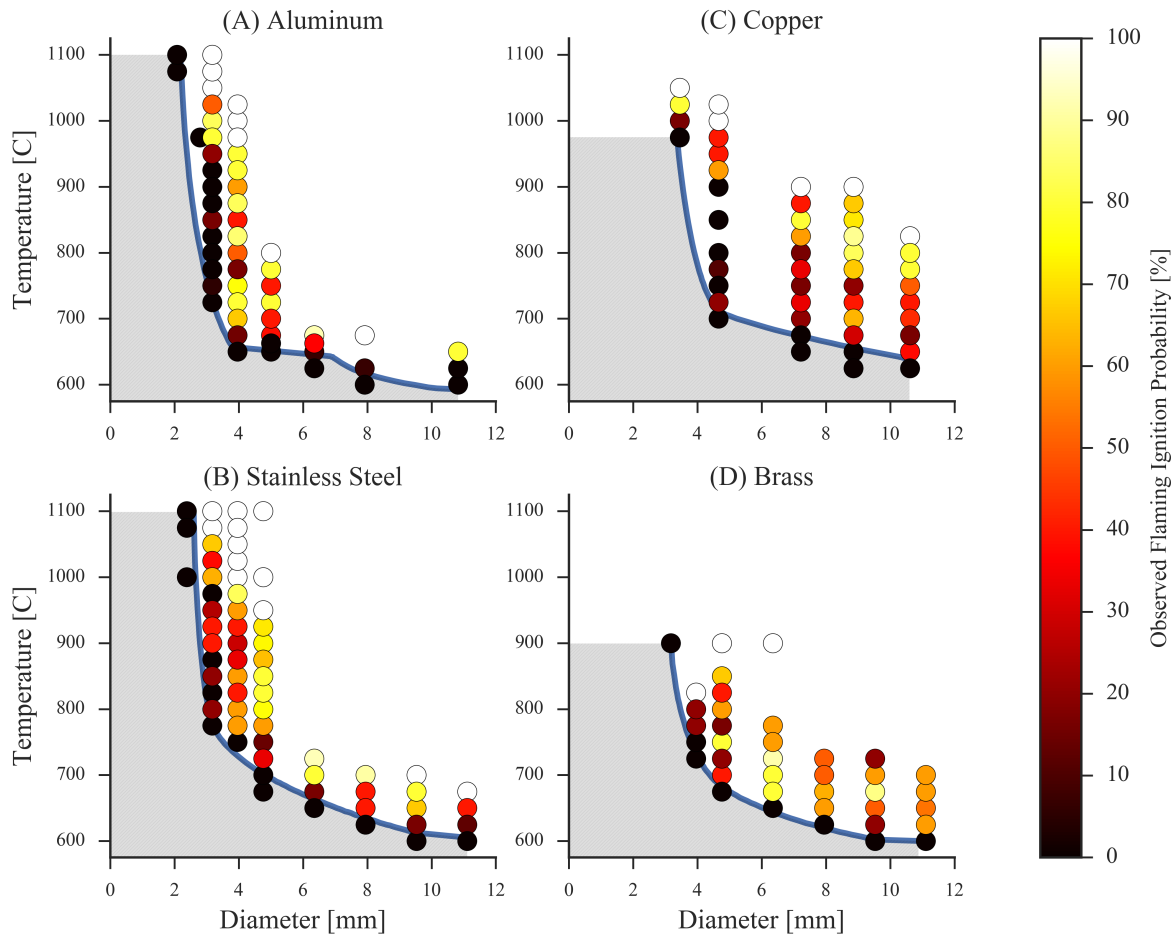 (A) Aluminum
Temperature [C]
1100
1000
900
800
700
600
0 2 4 6 8 10 12
(C) Copper
1100
1000
900
800
700
600
0 2 4 6 8 10 12
(B) Stainless Steel
Temperature [C]
1100
1000
900
800
700
600
0 2 4 6 8 10 12
Diameter [mm]
(D) Brass
1100
1000
900
800
700
600
0 2 4 6 8 10 12
Diameter [mm]
100
90
80
70
60
50
40
30
20
10
0
Observed Flaming Ignition Probability [%]